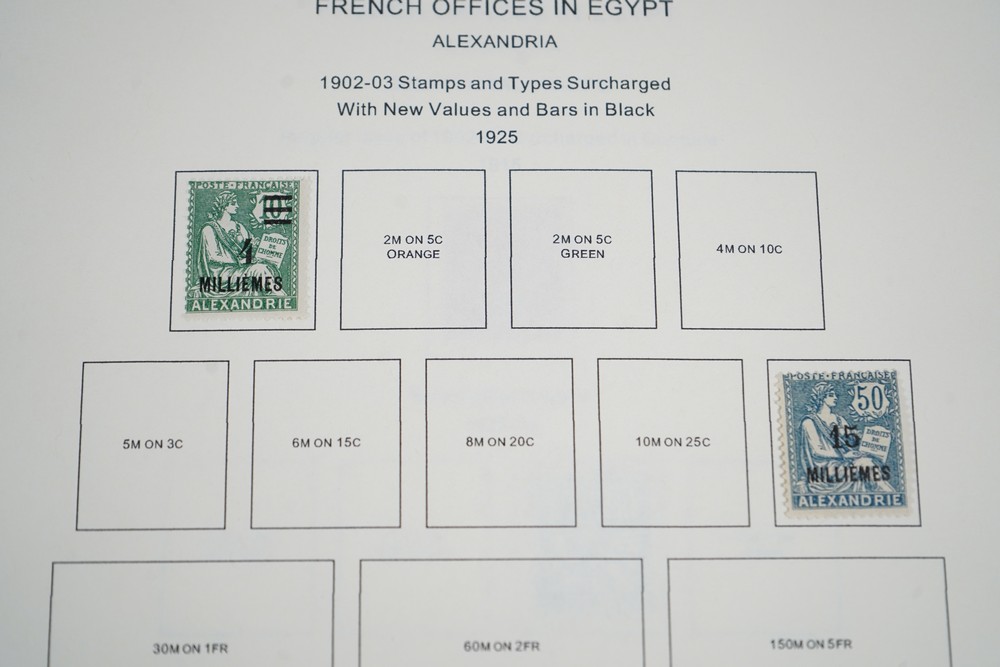 FRENCH OFFICES IN EGYPT
ALEXANDRIA
1902-03 Stamps and Types Surcharged
With New Values and Bars in Black
1925
POSTE·FRANÇAISE
10
DROITS
DE
L'HOMME
4
MILLIÈMES
ALEXANDRIE
2M ON 5C
ORANGE
2M ON 5C
GREEN
4M ON 10C
5M ON 3C
6M ON 15C
8M ON 20C
10M ON 25C
POSTE·FRANÇAISE
50
DROITS
DE
L'HOMME
15
MILLIÈMES
ALEXANDRIE
30M ON 1FR
60M ON 2FR
150M ON 5FR